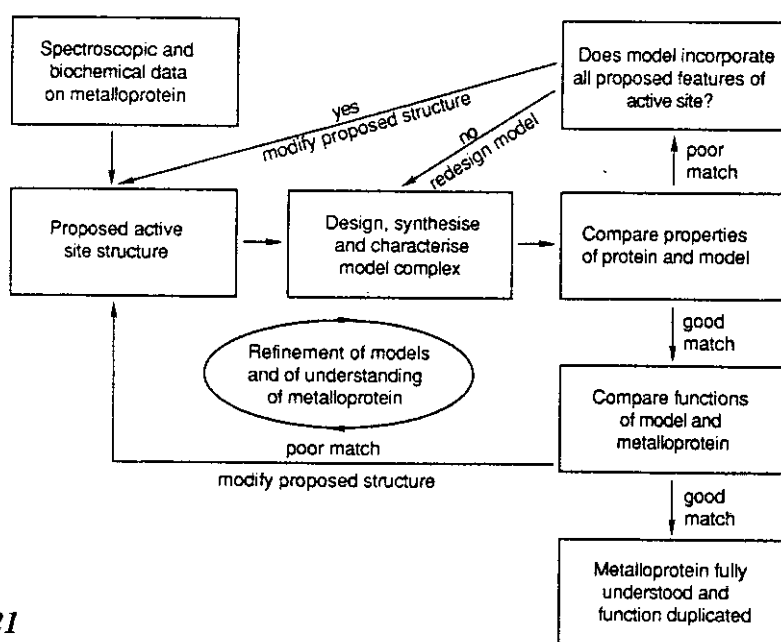 Spectroscopic and
biochemical data
on metalloprotein
Does model incorporate
all proposed features of
active site?
yes
modify proposed structure
no
redesign model
poor
match
Proposed active
site structure
Design, synthesise
and characterise
model complex
Compare properties
of protein and model
good
match
Refinement of models
and of understanding
of metalloprotein
Compare functions
of model and
metalloprotein
poor match
modify proposed structure
good
match
Metalloprotein fully
understood and
function duplicated
21